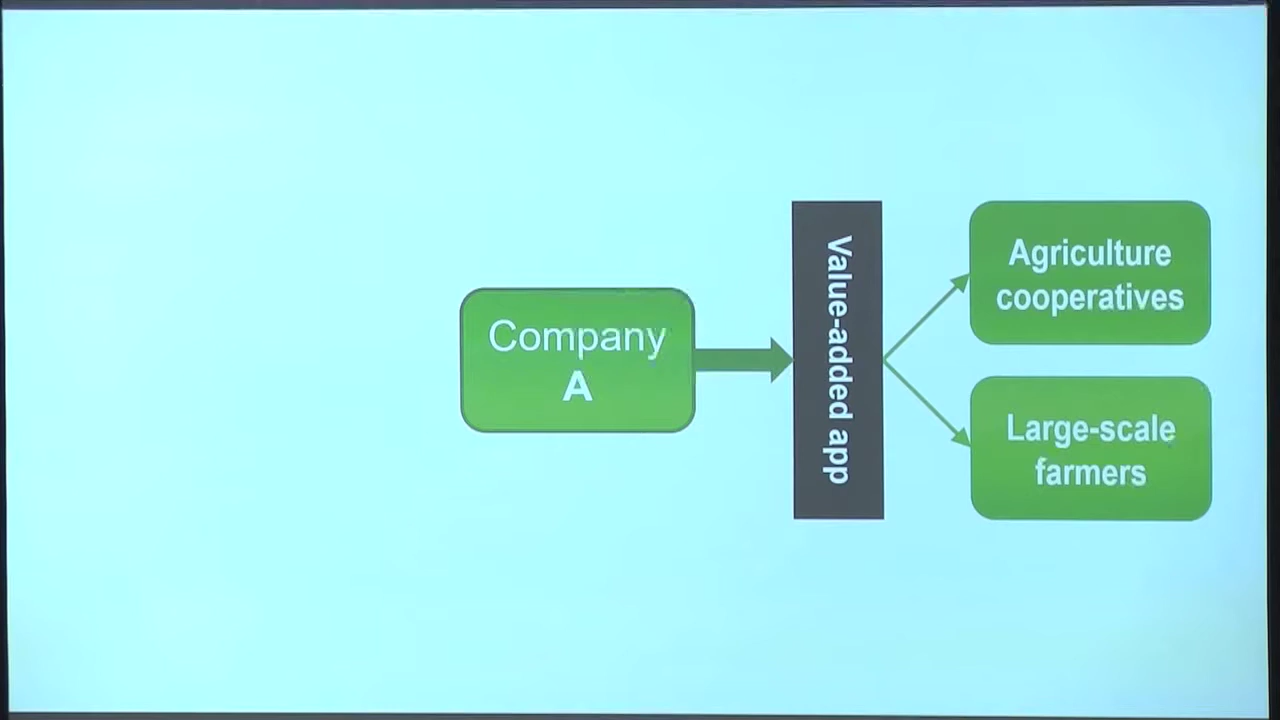 Company
A
Value-added app
Agriculture
cooperatives
Large-scale
farmers